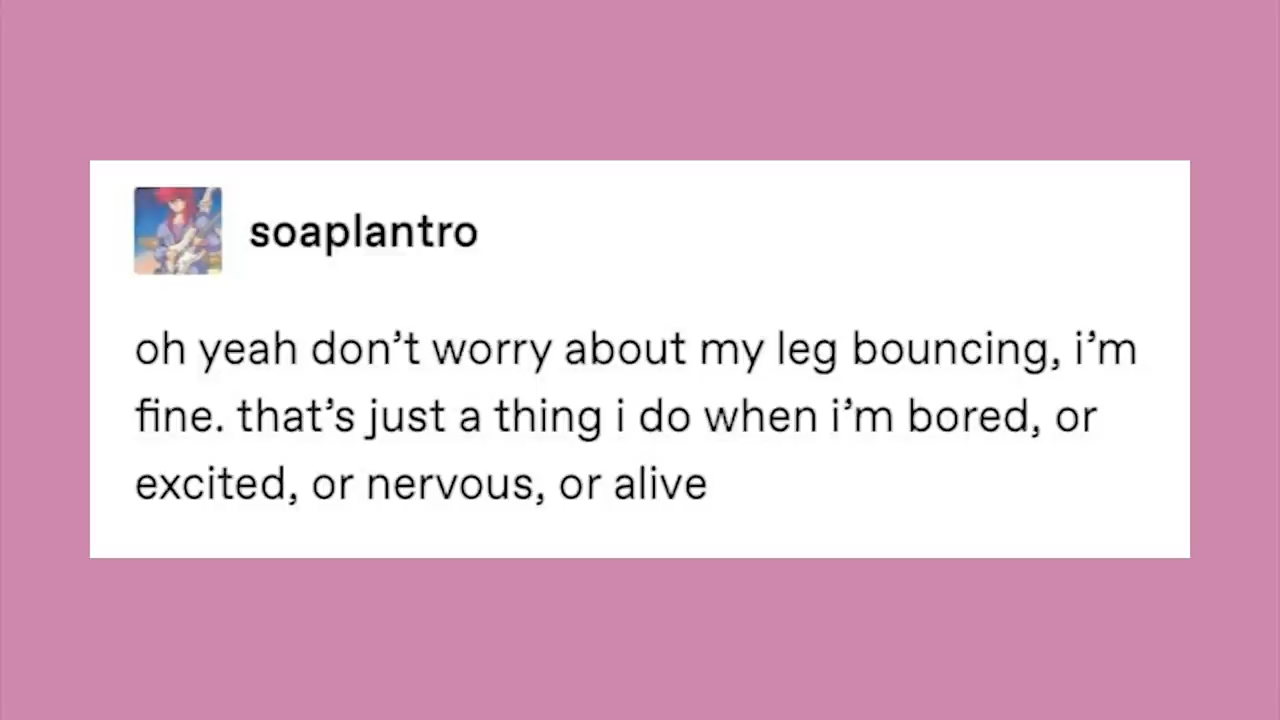 soaplantro
oh yeah don’t worry about my leg bouncing, i’m
fine. that’s just a thing i do when i’m bored, or
excited, or nervous, or alive